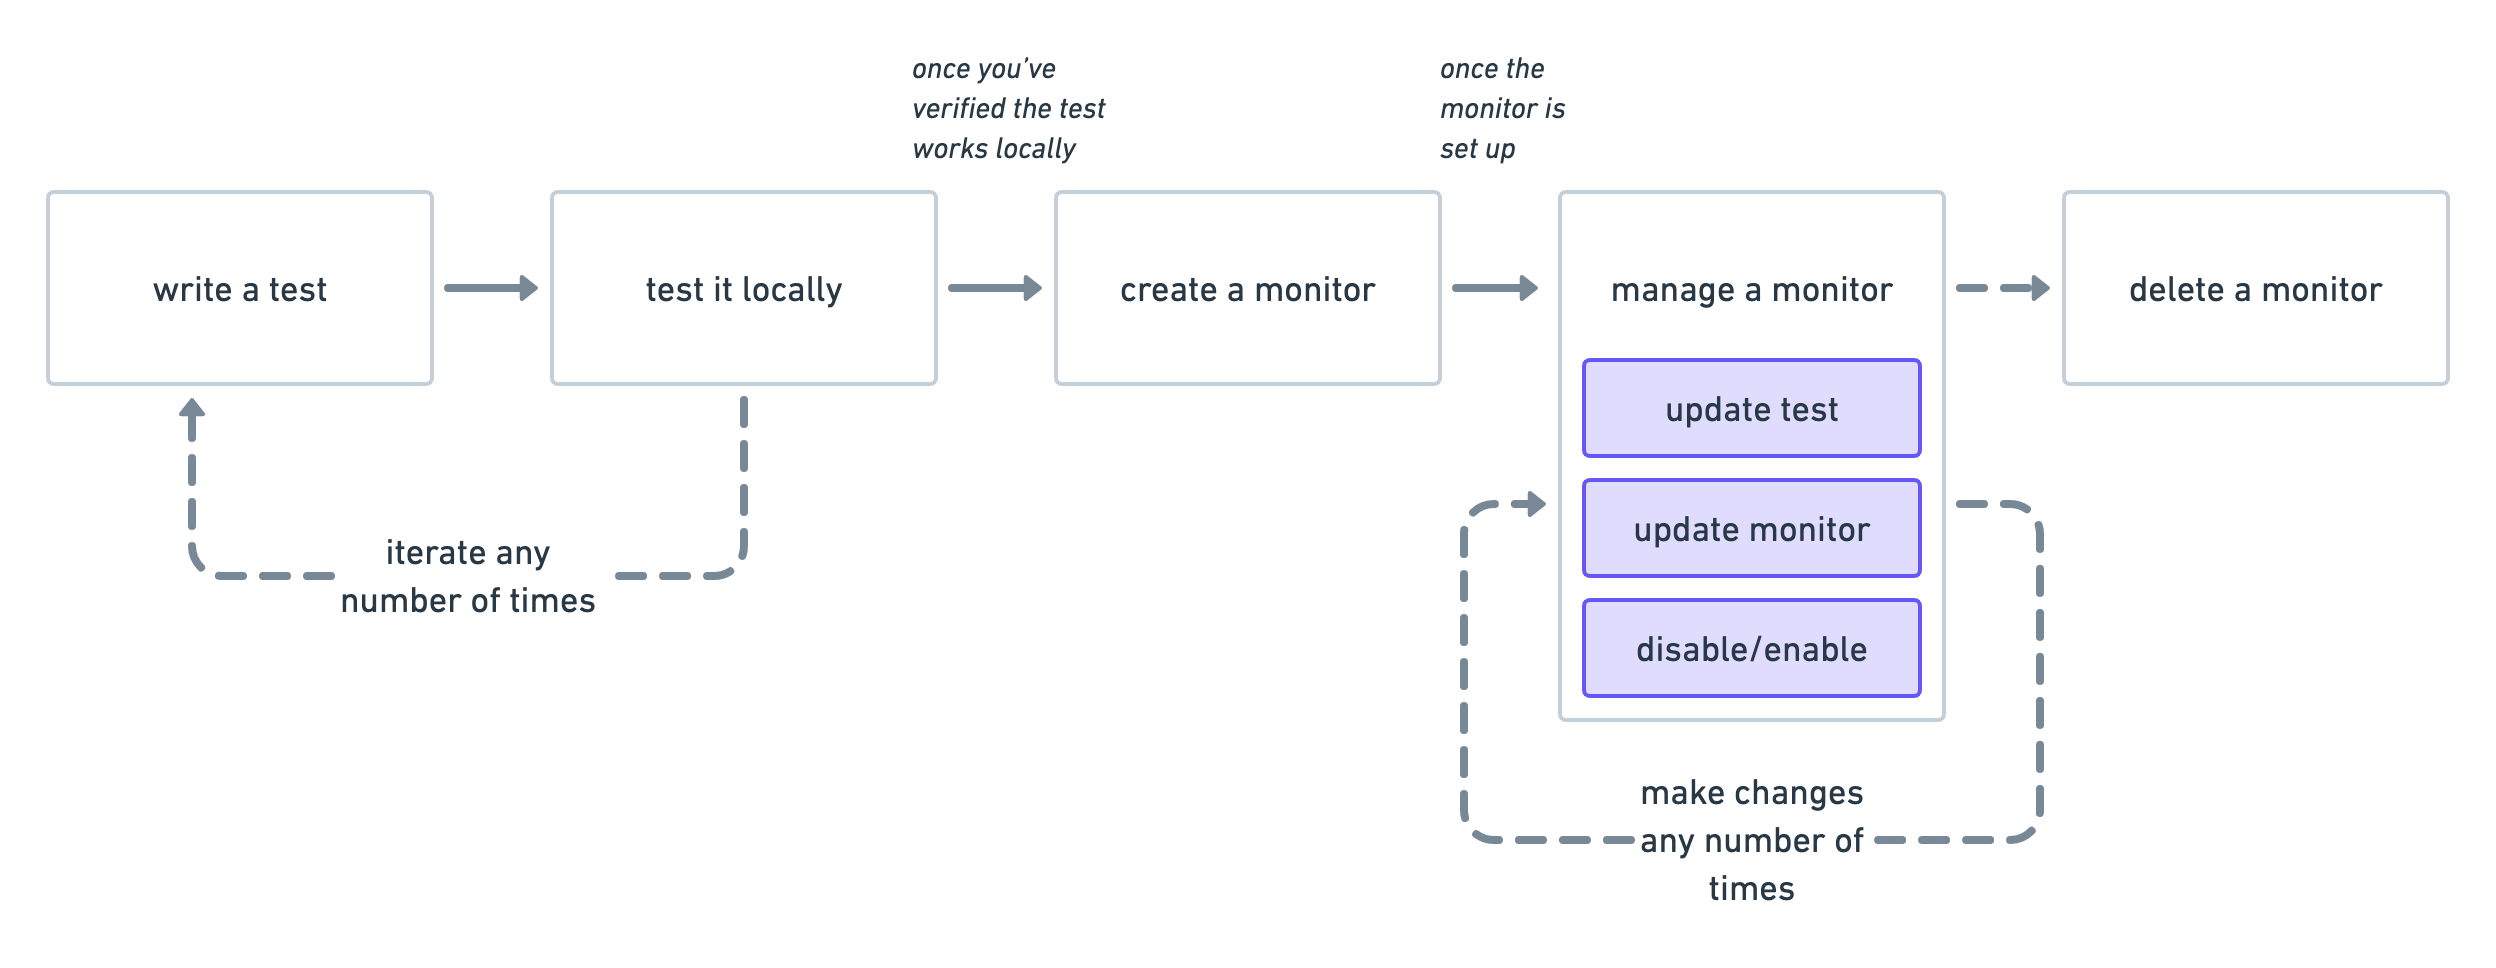 once you've
verified the test
works locally
once the
monitor is
set up
write a test
test it locally
create a monitor
manage a monitor
delete a monitor
update test
update monitor
disable/enable
iterate any
number of times
make changes
any number of
times